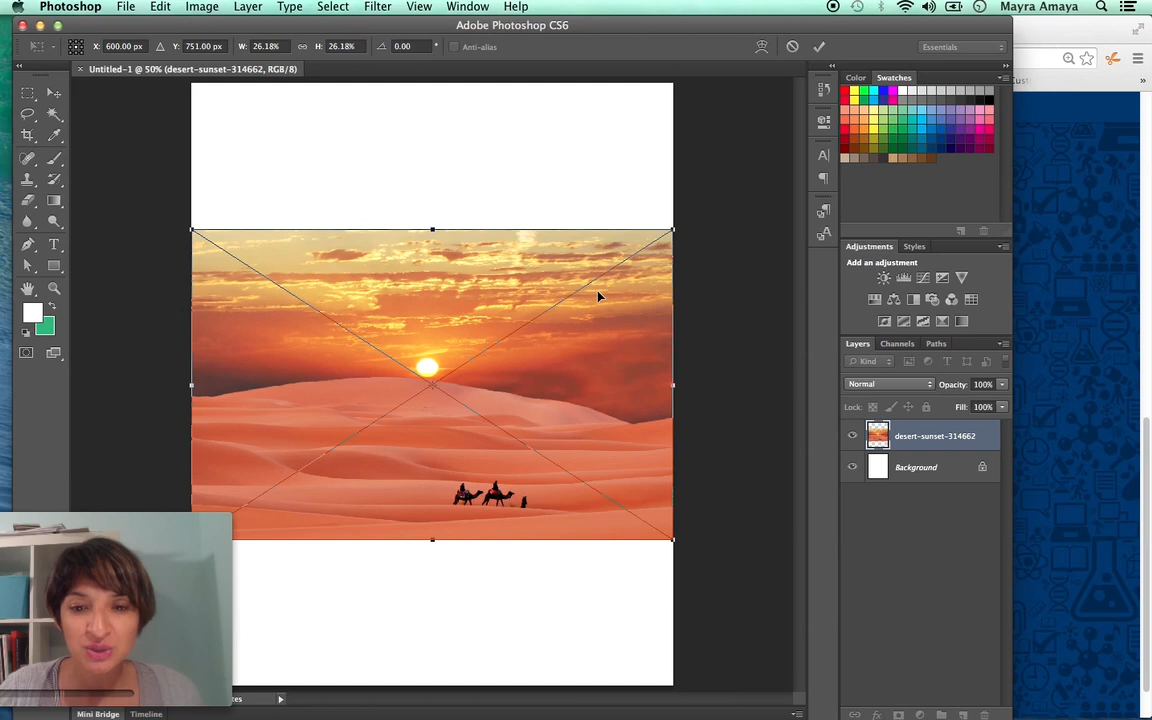 Photoshop File Edit Image Layer Type Select Filter View Window Help Mayra Amaya
Adobe Photoshop CS6
X: 600.00 px Y: 751.00 px W: 26.18% H: 26.18% 0.00 ° Anti-alias Essentials
× Untitled-1 @ 50% (desert-sunset-314662, RGB/8)
Color Swatches
Adjustments Styles
Add an adjustment
Layers Channels Paths
Kind
Normal Opacity: 100%
Lock: Fill: 100%
desert-sunset-314662
Background
Mini Bridge Timeline